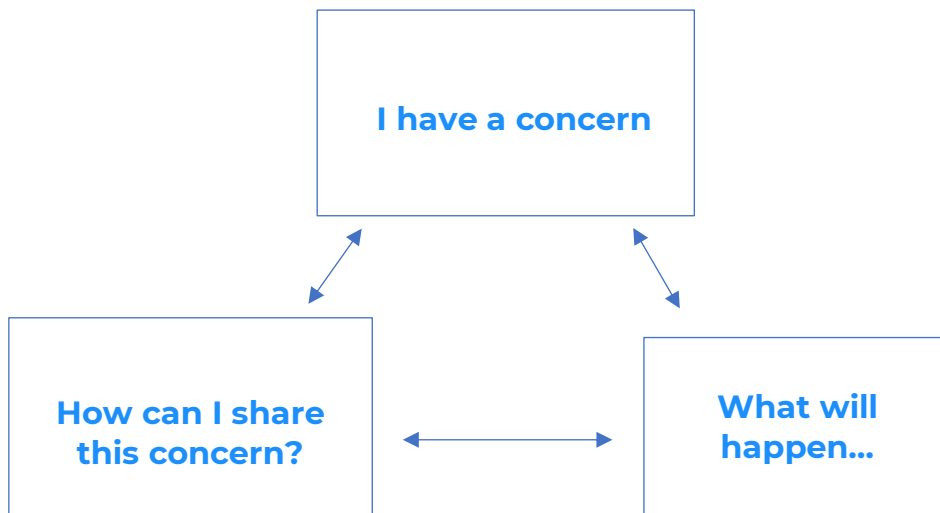 I have a concern
How can I share
this concern?
What will
happen...